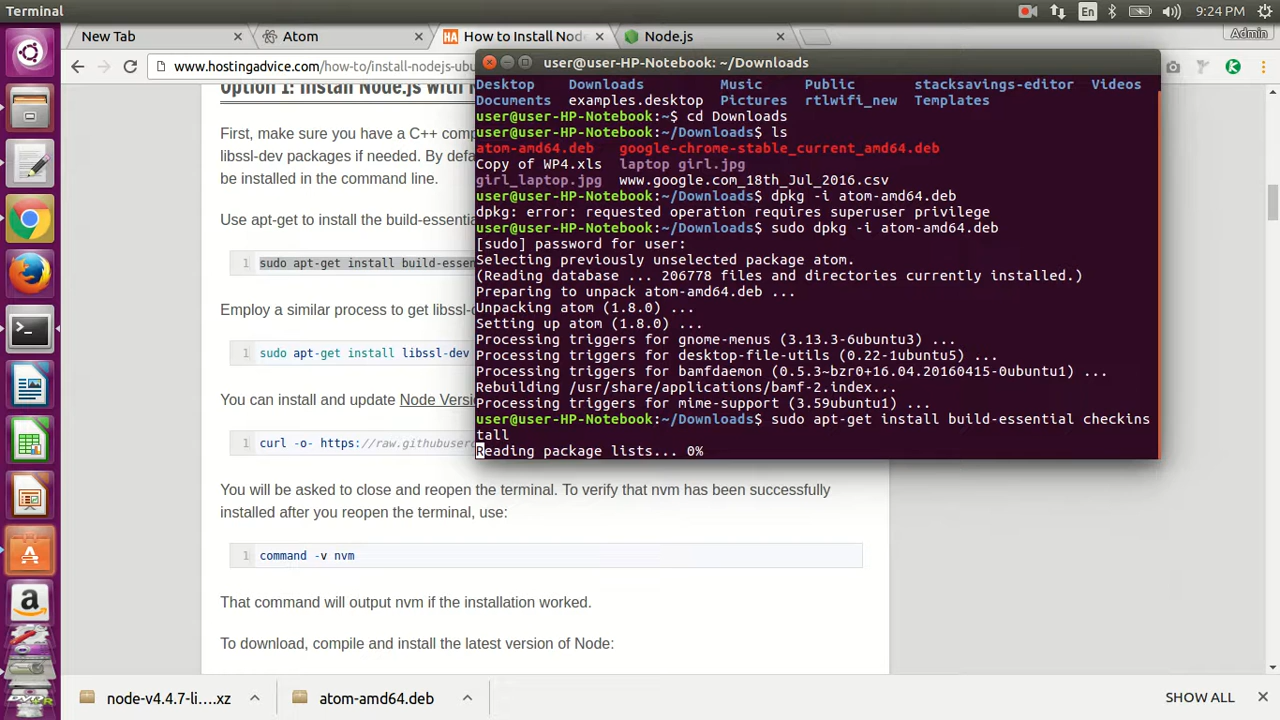 Terminal
En
9:24 PM
New Tab
Atom
HA How to Install Node
Node.js
Admin
www.hostingadvice.com/how-to/install-nodejs-ubu
Option 1: Install Node.js with N
First, make sure you have a C++ comp
libssl-dev packages if needed. By defa
be installed in the command line.
Use apt-get to install the build-essentia
1 sudo apt-get install build-essen
Employ a similar process to get libssl-d
1 sudo apt-get install libssl-dev
You can install and update Node Versio
1 curl -o- https://raw.githubuserc
You will be asked to close and reopen the terminal. To verify that nvm has been successfully
installed after you reopen the terminal, use:
1 command -v nvm
That command will output nvm if the installation worked.
To download, compile and install the latest version of Node:
user@user-HP-Notebook: ~/Downloads
Desktop Downloads Music Public stacksavings-editor Videos
Documents examples.desktop Pictures rtlwifi_new Templates
user@user-HP-Notebook:~$ cd Downloads
user@user-HP-Notebook:~/Downloads$ ls
atom-amd64.deb google-chrome-stable_current_amd64.deb
Copy of WP4.xls laptop girl.jpg
girl_laptop.jpg www.google.com_18th_Jul_2016.csv
user@user-HP-Notebook:~/Downloads$ dpkg -i atom-amd64.deb
dpkg: error: requested operation requires superuser privilege
user@user-HP-Notebook:~/Downloads$ sudo dpkg -i atom-amd64.deb
[sudo] password for user:
Selecting previously unselected package atom.
(Reading database ... 206778 files and directories currently installed.)
Preparing to unpack atom-amd64.deb ...
Unpacking atom (1.8.0) ...
Setting up atom (1.8.0) ...
Processing triggers for gnome-menus (3.13.3-6ubuntu3) ...
Processing triggers for desktop-file-utils (0.22-1ubuntu5) ...
Processing triggers for bamfdaemon (0.5.3~bzr0+16.04.20160415-0ubuntu1) ...
Rebuilding /usr/share/applications/bamf-2.index...
Processing triggers for mime-support (3.59ubuntu1) ...
user@user-HP-Notebook:~/Downloads$ sudo apt-get install build-essential checkins
tall
Reading package lists... 0%
node-v4.4.7-li....xz
atom-amd64.deb
SHOW ALL